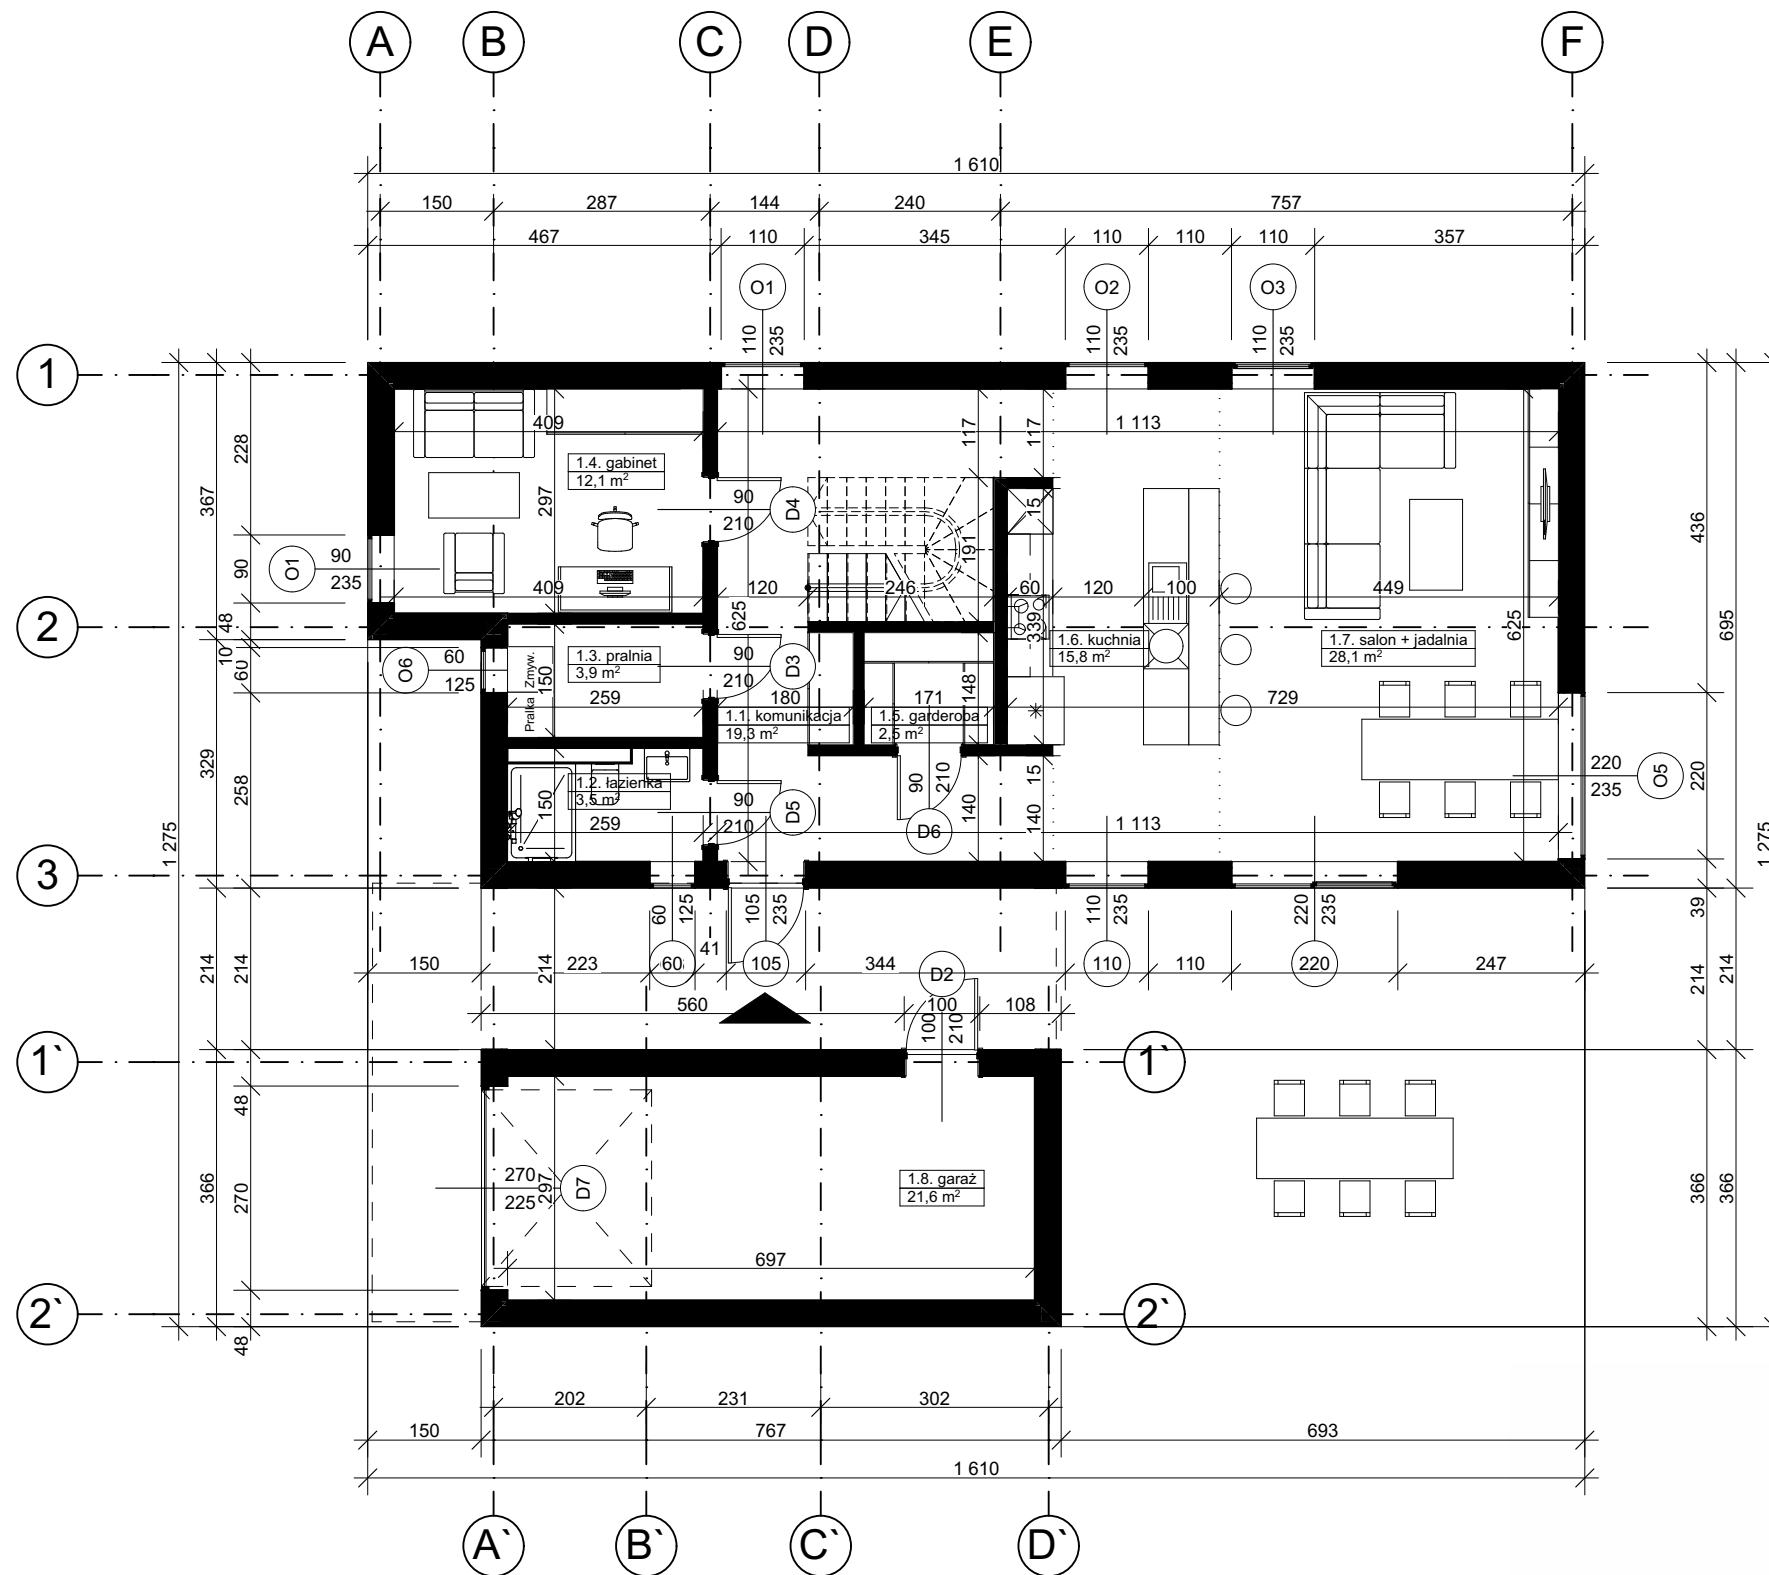 A B C D E F
1 610
150 287 144 240 757
467 110 345 110 110 110 357
O1 O2 O3
110 235 110 235 110 235
1
228 367 90 48 10 60 329 258 1 275
436 695 220 39 1 275
409 1 113
117 117
1.4. gabinet
12,1 m²
297
90
210
D4
15
191
O1
90
235
409 120 246 60 120 100 449
625 339 625
2
1.3. pralnia
3,9 m²
90
210
D3
1.6. kuchnia
15,8 m²
1.7. salon + jadalnia
28,1 m²
O6
60
125
Pralka Zmyw.
150
259 180 171 148 729
1.1. komunikacja
19,3 m²
1.5. garderoba
2,5 m²
1.2. łazienka
3,5 m²
150
90
210
D5
90
210
D6
15
140 140
220
235
O5
259 1 113
3
60 125 105 235 110 235 220 235
41
214 214 214 214 214
150 223 60 105 344 110 110 220 247
D2
560 100 108
100 210
1` 1`
48 366 270 48
366 366
270
225
D7
297
1.8. garaż
21,6 m²
697
2` 2`
202 231 302
150 767 693
1 610
A` B` C` D`